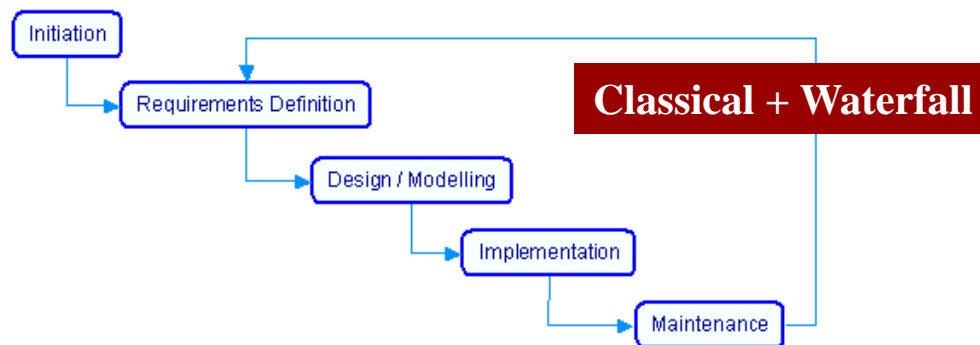 Initiation
Requirements Definition
Classical + Waterfall
Design / Modelling
Implementation
Maintenance